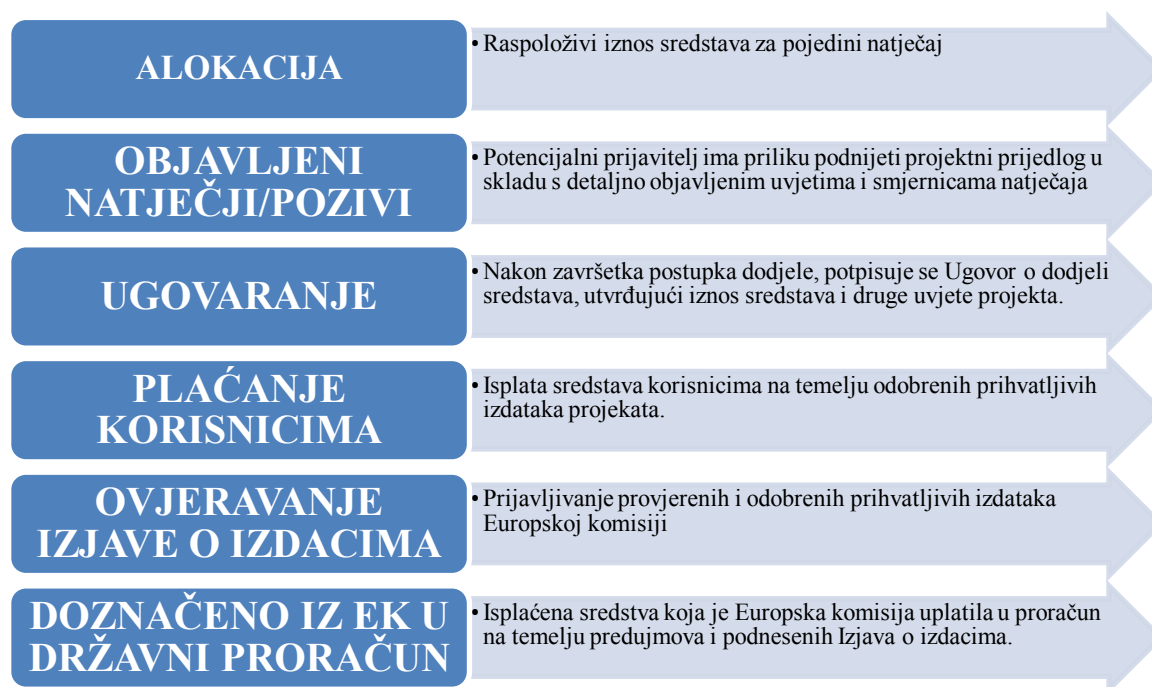 ALOKACIJA
• Raspoloživi iznos sredstava za pojedini natječaj
OBJAVLJENI
NATJEČJI/POZIVI
• Potencijalni prijavitelj ima priliku podnijeti projektni prijedlog u
skladu s detaljno objavljenim uvjetima i smjernicama natječaja
UGOVARANJE
• Nakon završetka postupka dodjele, potpisuje se Ugovor o dodjeli
sredstava, utvrđujući iznos sredstava i druge uvjete projekta.
PLAĆANJE
KORISNICIMA
• Isplata sredstava korisnicima na temelju odobrenih prihvatljivih
izdataka projekata.
OVJERAVANJE
IZJAVE O IZDACIMA
• Prijavljivanje provjerenih i odobrenih prihvatljivih izdataka
Europskoj komisiji
DOZNAČENO IZ EK U
DRŽAVNI PRORAČUN
• Isplaćena sredstva koja je Europska komisija uplatila u proračun
na temelju predujmova i podnesenih Izjava o izdacima.